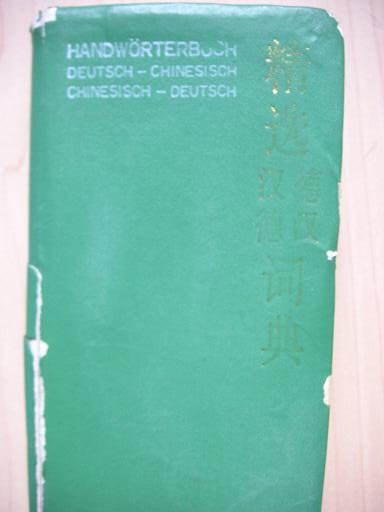 HANDWÖRTERBUCH
DEUTSCH – CHINESISCH
CHINESISCH – DEUTSCH
精选
德汉
汉德
词典